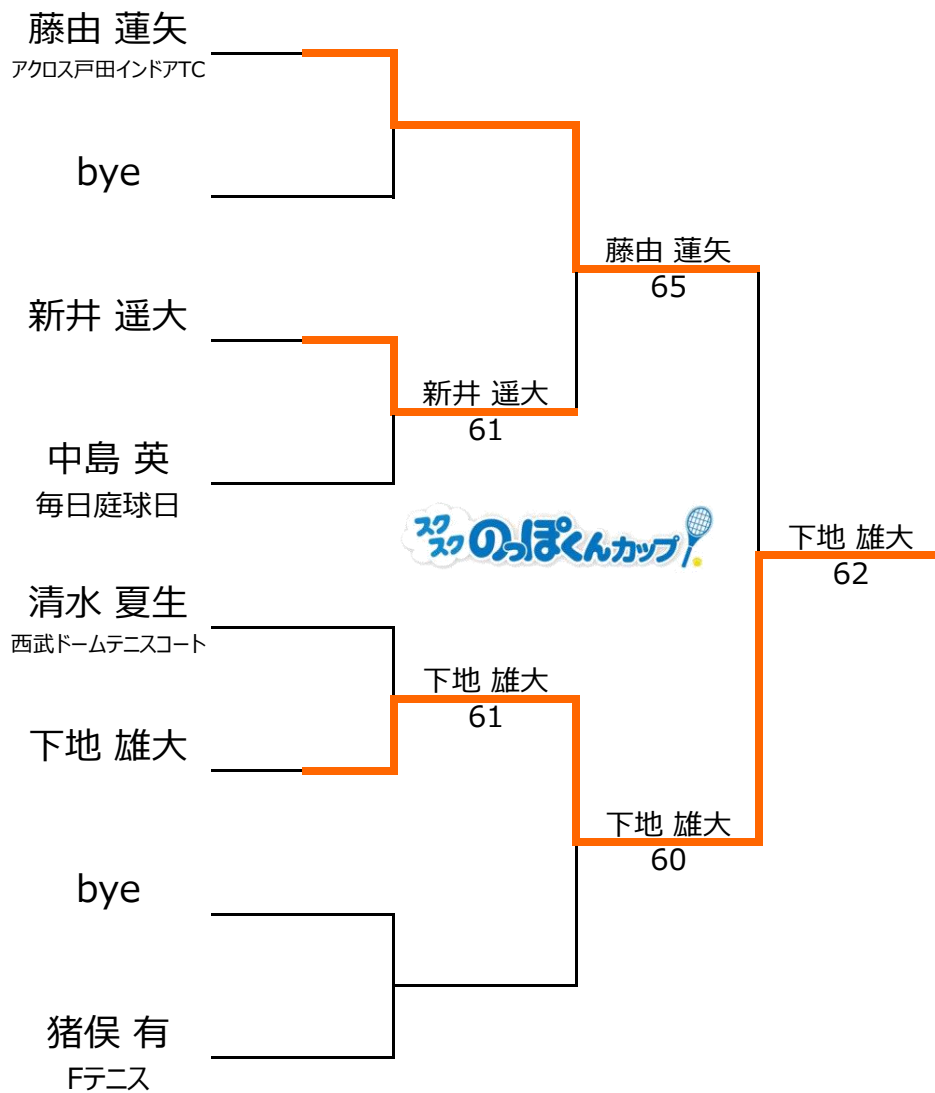 藤由 蓮矢
アクロス戸田インドアTC
bye
藤由 蓮矢
65
新井 遥大
新井 遥大
61
中島 英
毎日庭球日
スクスクのっぽくんカップ
下地 雄大
62
清水 夏生
西武ドームテニスコート
下地 雄大
61
下地 雄大
下地 雄大
60
bye
猪俣 有
Fテニス